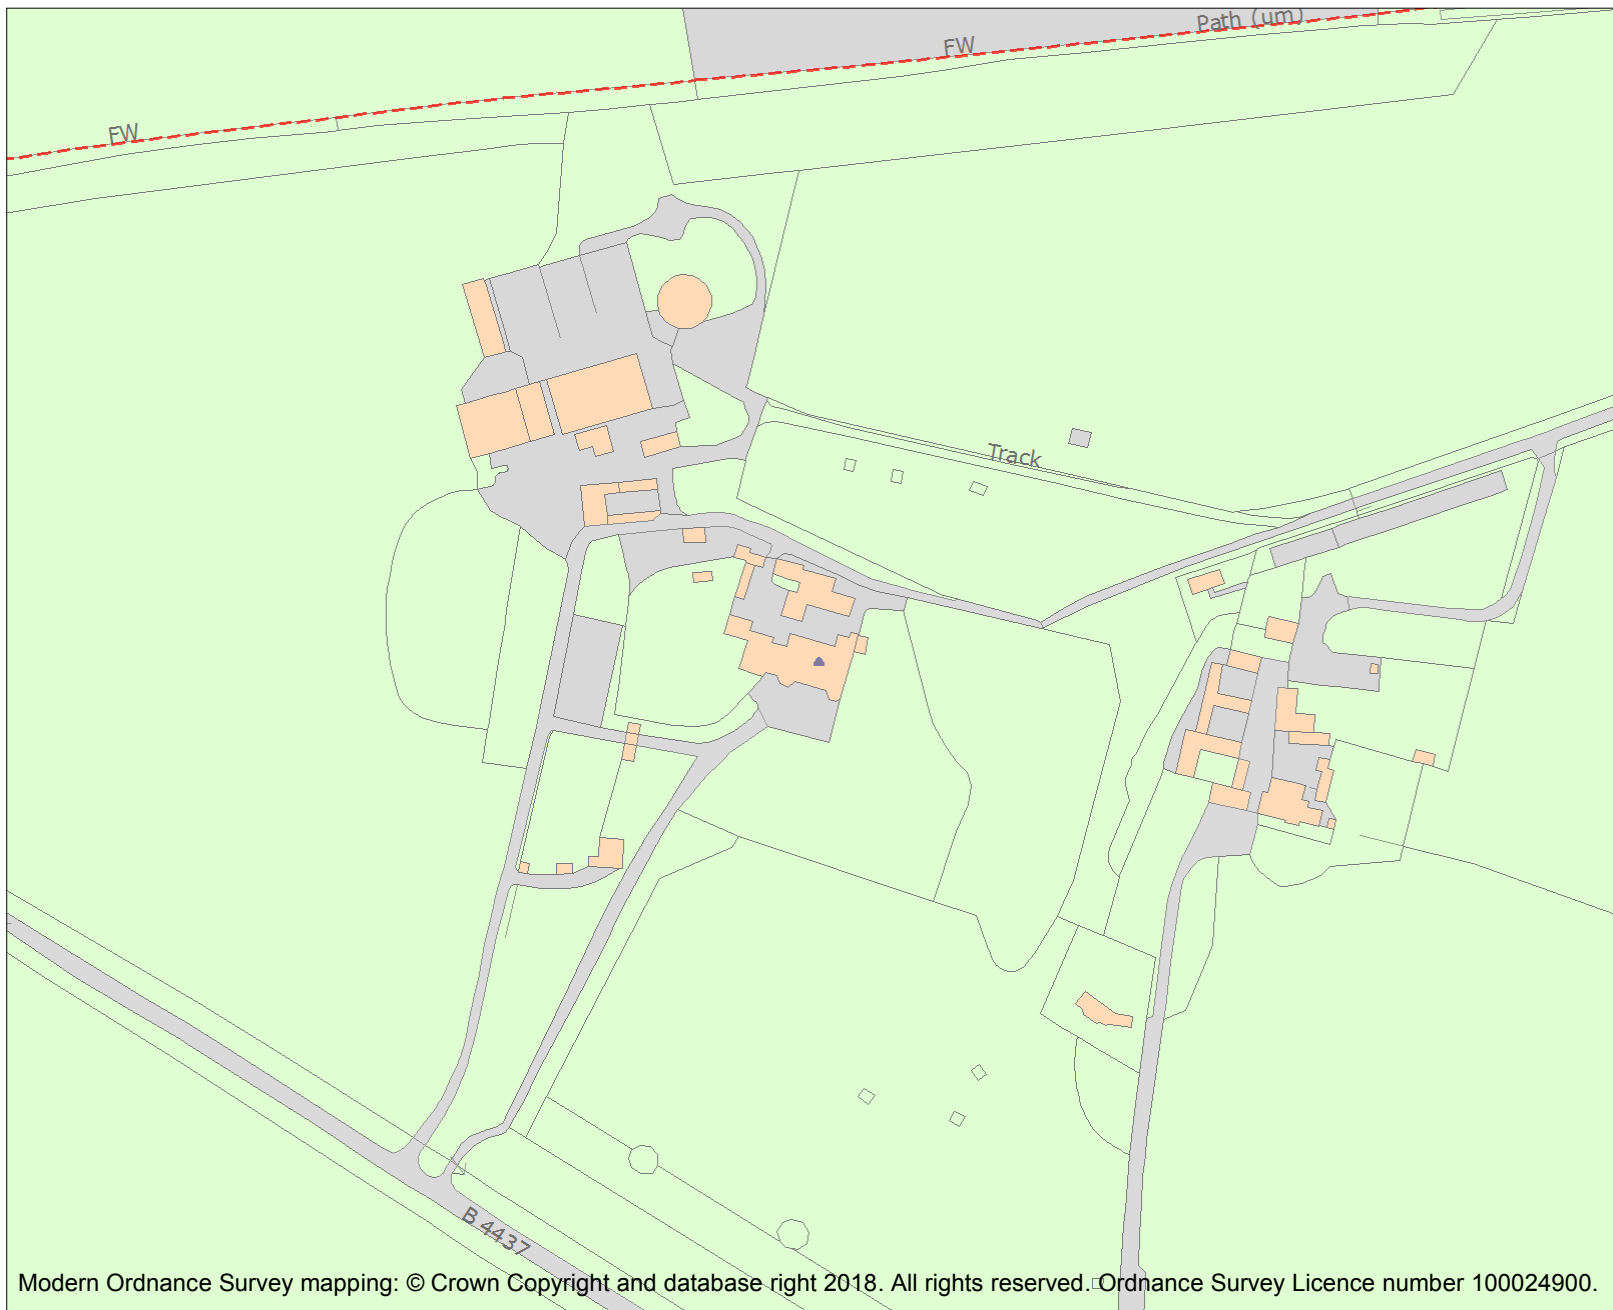 Path (um)
FW
FW
Track
B 4437
Modern Ordnance Survey mapping: © Crown Copyright and database right 2018. All rights reserved. Ordnance Survey Licence number 100024900.